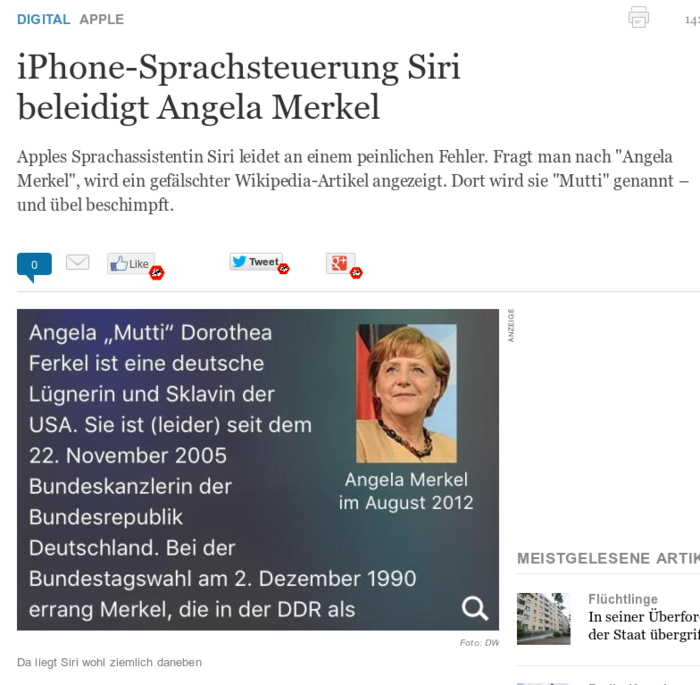 DIGITAL APPLE
iPhone-Sprachsteuerung Siri
beleidigt Angela Merkel
Apples Sprachassistentin Siri leidet an einem peinlichen Fehler. Fragt man nach "Angela
Merkel", wird ein gefälschter Wikipedia-Artikel angezeigt. Dort wird sie "Mutti" genannt –
und übel beschimpft.
0
Like
Tweet
ANZEIGE
Angela „Mutti“ Dorothea
Ferkel ist eine deutsche
Lügnerin und Sklavin der
USA. Sie ist (leider) seit dem
22. November 2005
Bundeskanzlerin der
Bundesrepublik
Deutschland. Bei der
Bundestagswahl am 2. Dezember 1990
errang Merkel, die in der DDR als
Angela Merkel
im August 2012
Foto: DW
Da liegt Siri wohl ziemlich daneben
MEISTGELESENE ARTIK
Flüchtlinge
In seiner Überfor
der Staat übergrif